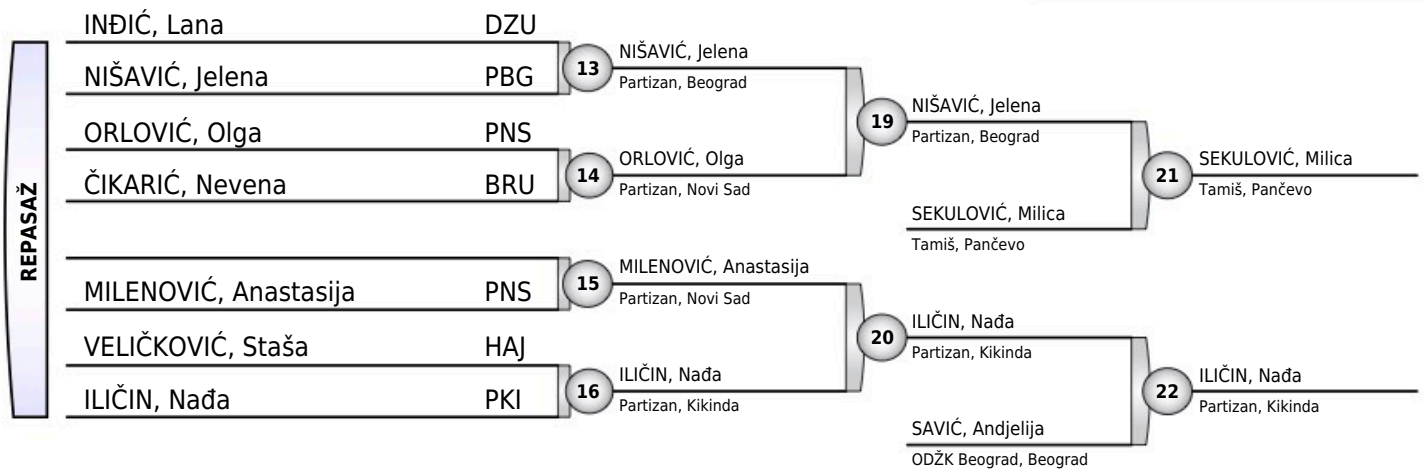 REPASAŽ
INĐIĆ, Lana DZU
NIŠAVIĆ, Jelena PBG
ORLOVIĆ, Olga PNS
ČIKARIĆ, Nevena BRU
MILENOVIĆ, Anastasija PNS
VELIČKOVIĆ, Staša HAJ
ILIČIN, Nađa PKI
13
NIŠAVIĆ, Jelena
Partizan, Beograd
14
ORLOVIĆ, Olga
Partizan, Novi Sad
15
MILENOVIĆ, Anastasija
Partizan, Novi Sad
16
ILIČIN, Nađa
Partizan, Kikinda
19
NIŠAVIĆ, Jelena
Partizan, Beograd
SEKULOVIĆ, Milica
Tamiš, Pančevo
20
ILIČIN, Nađa
Partizan, Kikinda
SAVIĆ, Andjelija
ODŽK Beograd, Beograd
21
SEKULOVIĆ, Milica
Tamiš, Pančevo
22
ILIČIN, Nađa
Partizan, Kikinda